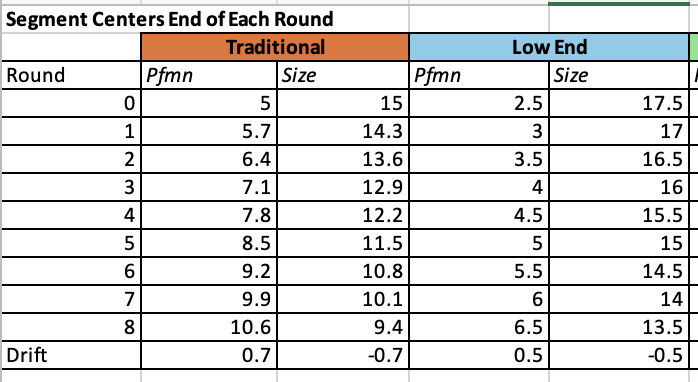 Segment Centers End of Each Round
Traditional Low End
Round Pfmn Size Pfmn Size
0 5 15 2.5 17.5
1 5.7 14.3 3 17
2 6.4 13.6 3.5 16.5
3 7.1 12.9 4 16
4 7.8 12.2 4.5 15.5
5 8.5 11.5 5 15
6 9.2 10.8 5.5 14.5
7 9.9 10.1 6 14
8 10.6 9.4 6.5 13.5
Drift 0.7 -0.7 0.5 -0.5